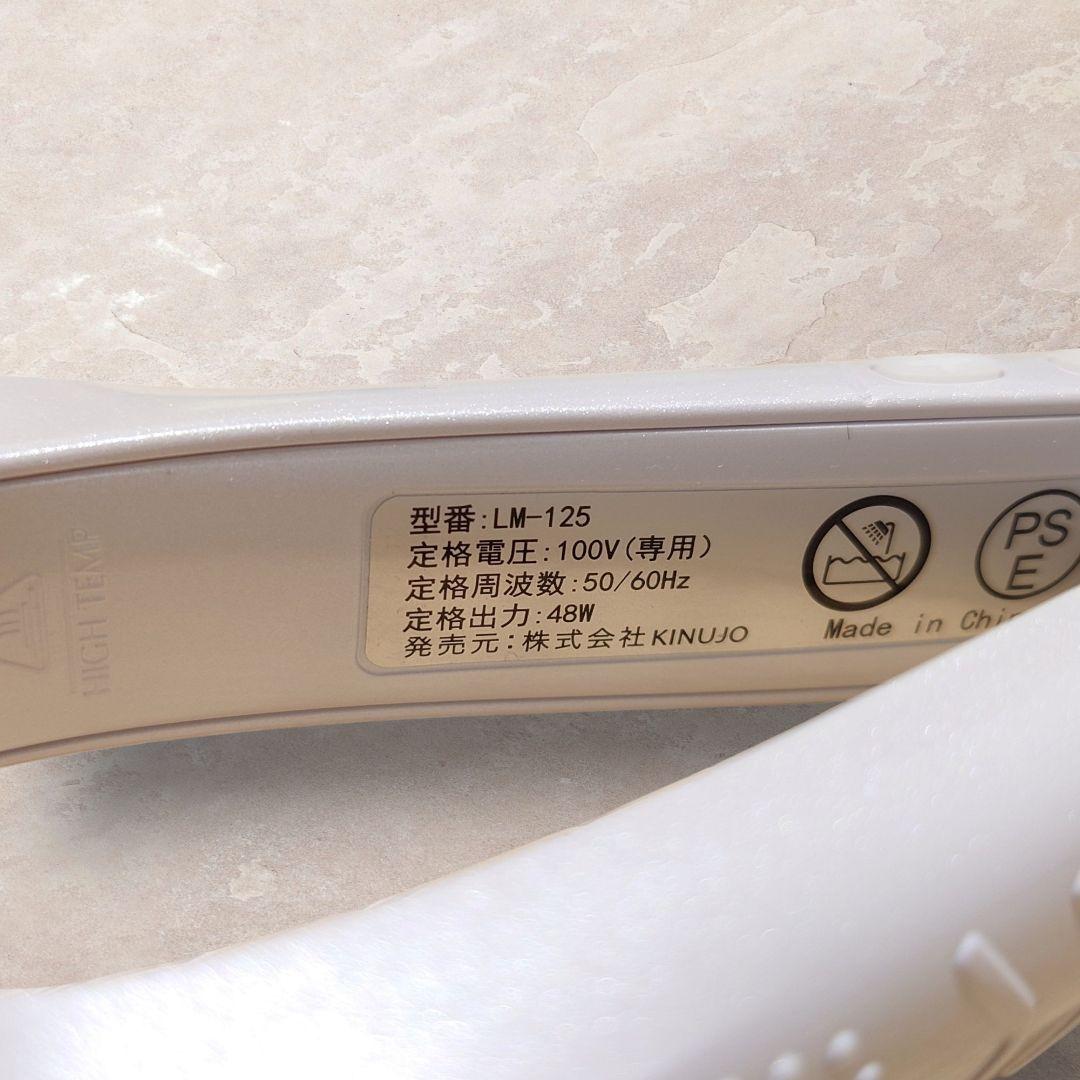 型番:LM-125
定格電圧:100V(専用)
定格周波数:50/60Hz
定格出力:48W
発売元:株式会社KINUJO
PS
E
Made in Chi
HIGH TEMP